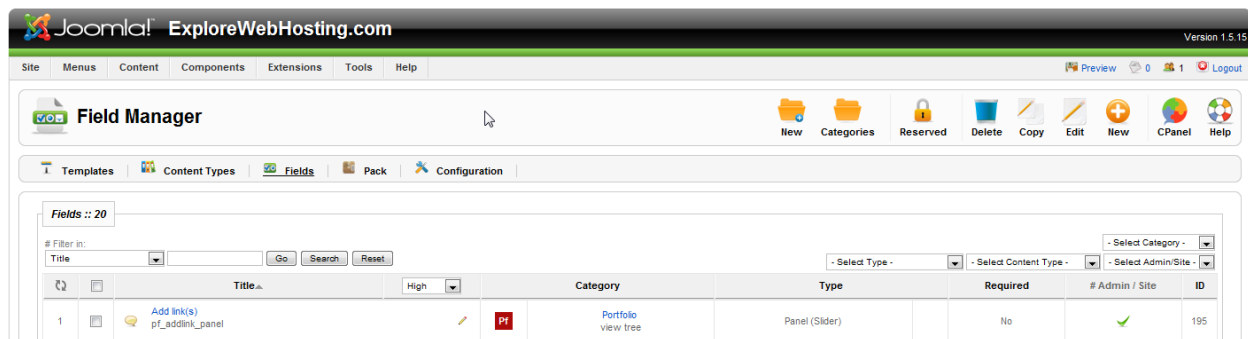 Joomla! ExploreWebHosting.com
Version 1.5.15
Site Menus Content Components Extensions Tools Help Preview 0 1 Logout
Field Manager
New Categories Reserved Delete Copy Edit New CPanel Help
Templates Content Types Fields Pack Configuration
Fields :: 20
# Filter in:
- Select Category -
Title Go Search Reset - Select Type - - Select Content Type - - Select Admin/Site -
Title High Category Type Required # Admin / Site ID
1 Add link(s) Pf Portfolio Panel (Slider) No 195
pf_addlink_panel view tree